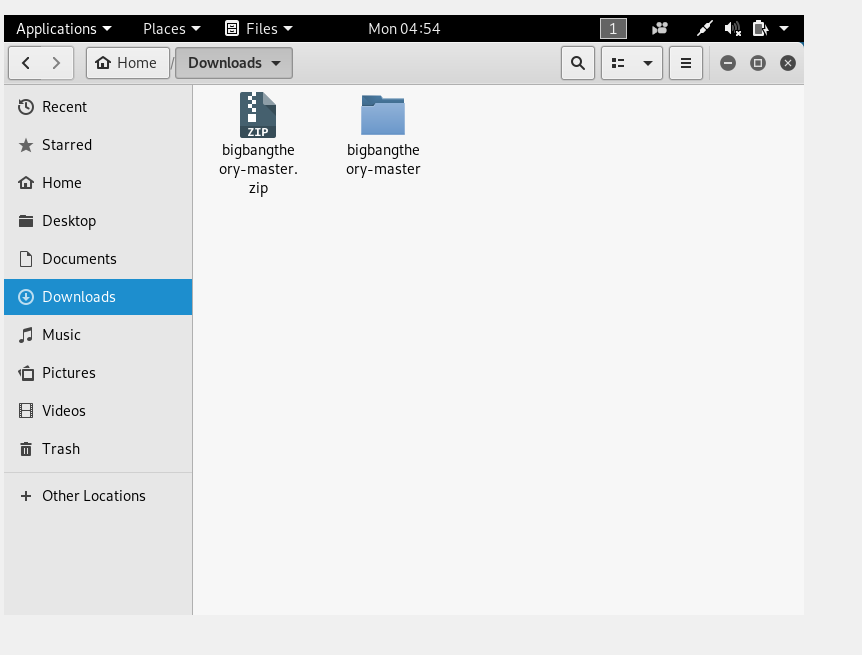 Applications Places Files Mon 04:54 1
Home / Downloads
Recent
Starred
Home
Desktop
Documents
Downloads
Music
Pictures
Videos
Trash
+ Other Locations
ZIP
bigbangthe
ory-master.
zip
bigbangthe
ory-master